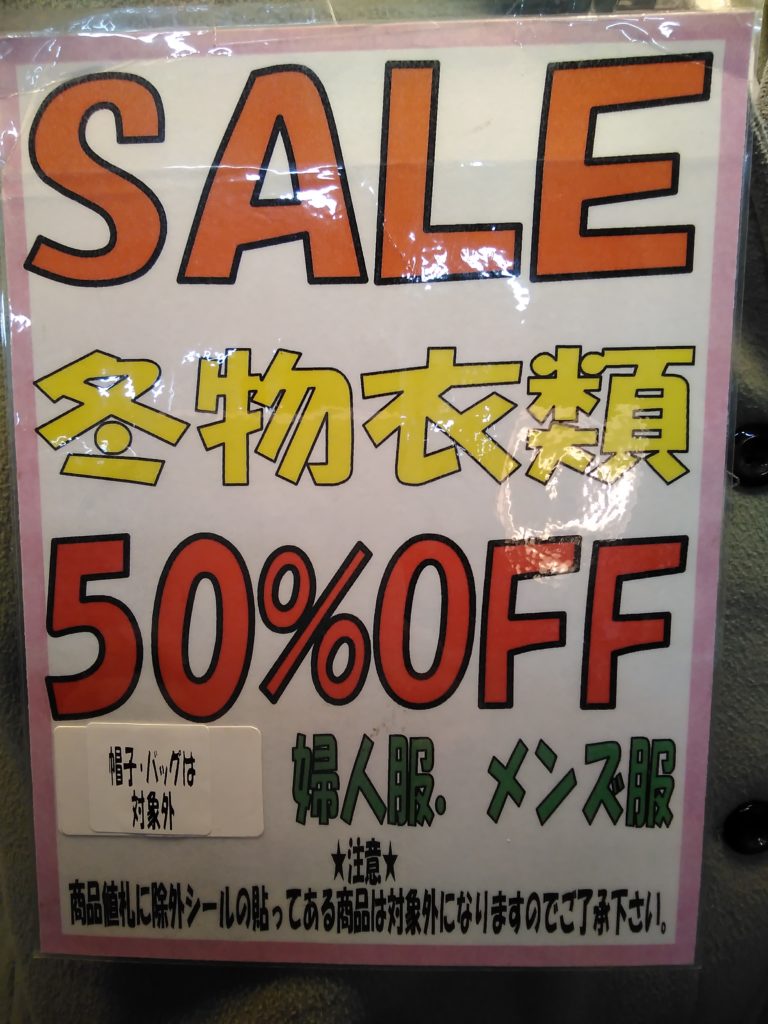 SALE
冬物衣類
50%OFF
帽子・バッグは
対象外
婦人服. メンズ服
★注意★
商品値札に除外シールの貼ってある商品は対象外になりますのでご了承下さい。